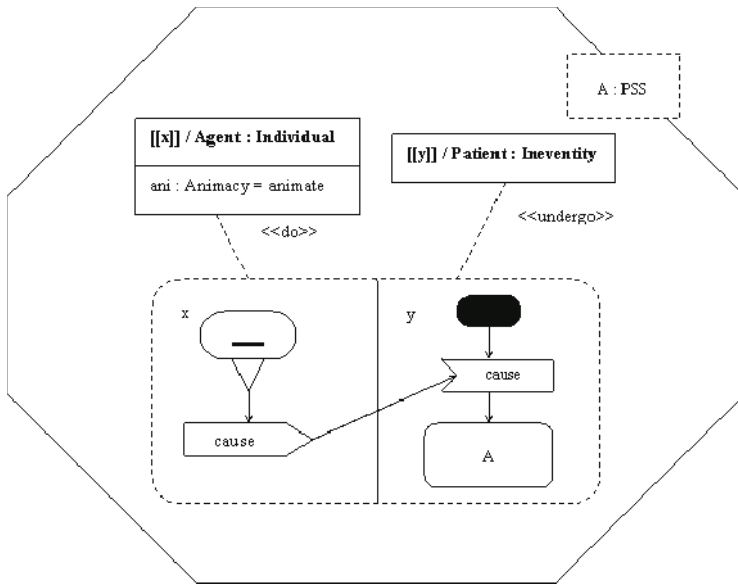 A : PSS
[[x]] / Agent : Individual
ani : Animacy = animate
[[y]] / Patient : Ineventity
<<do>>
<<undergo>>
x
y
cause
cause
A